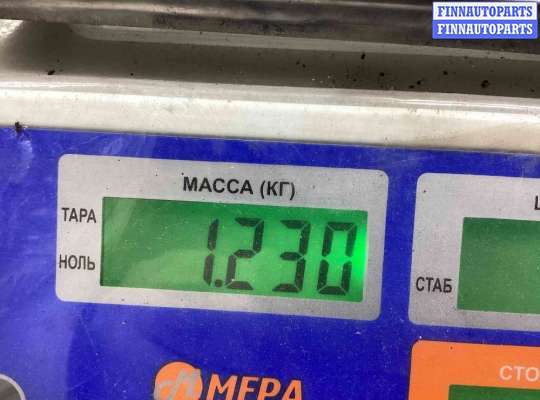 FINNAUTOPARTS
FINNAUTOPARTS
МАССА (КГ)
ТАРА
1.230
НОЛЬ
СТАБ
МЕРА